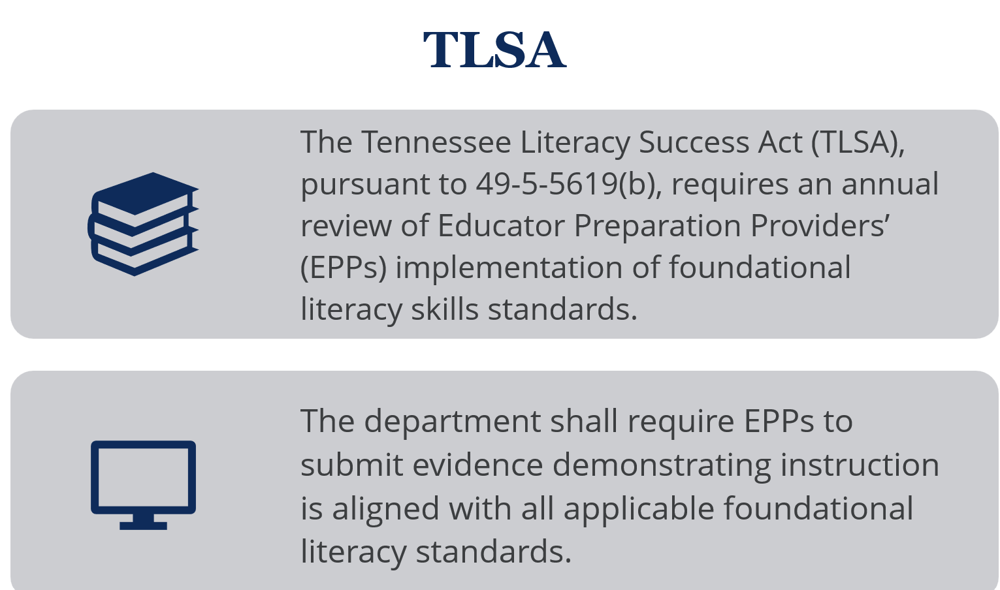 TLSA
The Tennessee Literacy Success Act (TLSA),
pursuant to 49-5-5619(b), requires an annual
review of Educator Preparation Providers’
(EPPs) implementation of foundational
literacy skills standards.
The department shall require EPPs to
submit evidence demonstrating instruction
is aligned with all applicable foundational
literacy standards.